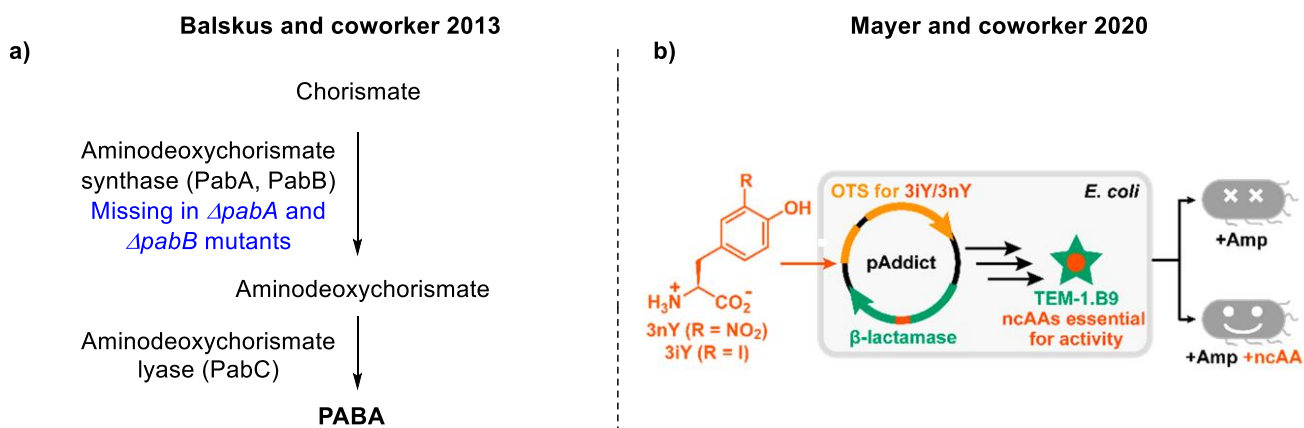 Balskus and coworker 2013
a)
Chorismate
Aminodeoxychorismate
synthase (PabA, PabB)
Missing in ΔpabA and
ΔpabB mutants
Aminodeoxychorismate
Aminodeoxychorismate
lyase (PabC)
PABA
Mayer and coworker 2020
b)
R
OH
H₃N⁺
CO₂⁻
3nY (R = NO₂)
3iY (R = I)
OTS for 3iY/3nY
E. coli
pAddict
β-lactamase
TEM-1.B9
ncAAs essential
for activity
+Amp
+Amp +ncAA